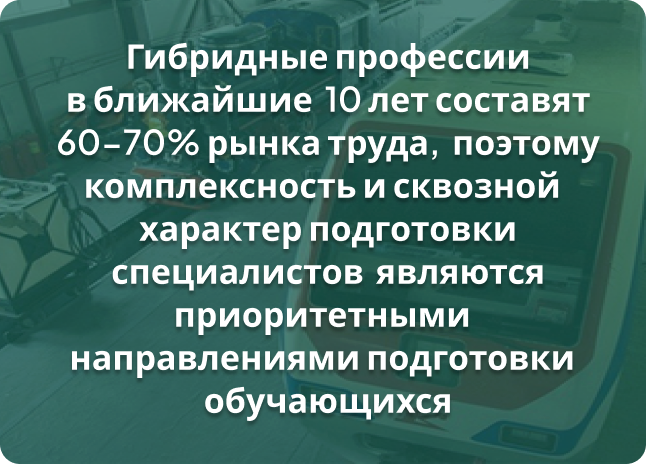 Гибридные профессии
в ближайшие 10 лет составят
60–70% рынка труда, поэтому
комплексность и сквозной
характер подготовки
специалистов являются
приоритетными
направлениями подготовки
обучающихся